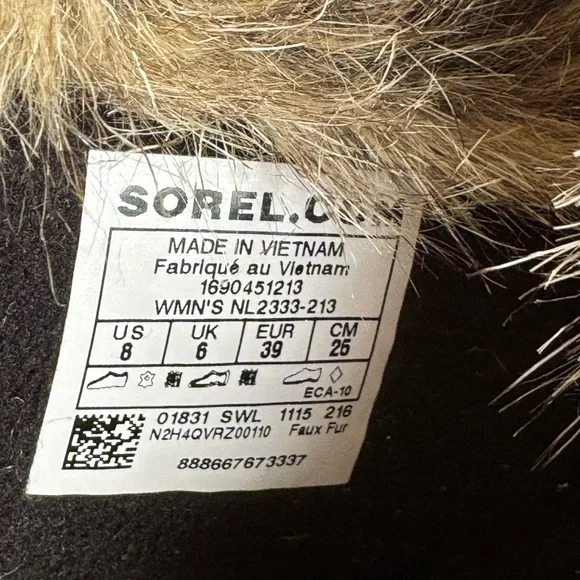 SOREL.C
MADE IN VIETNAM
Fabriqué au Vietnam
1690451213
WMN'S NL2333-213
US UK EUR CM
8 6 39 25
ECA-10
01831 SWL 1115 216
N2H4QVRZ00110 Faux Fur
888667673337